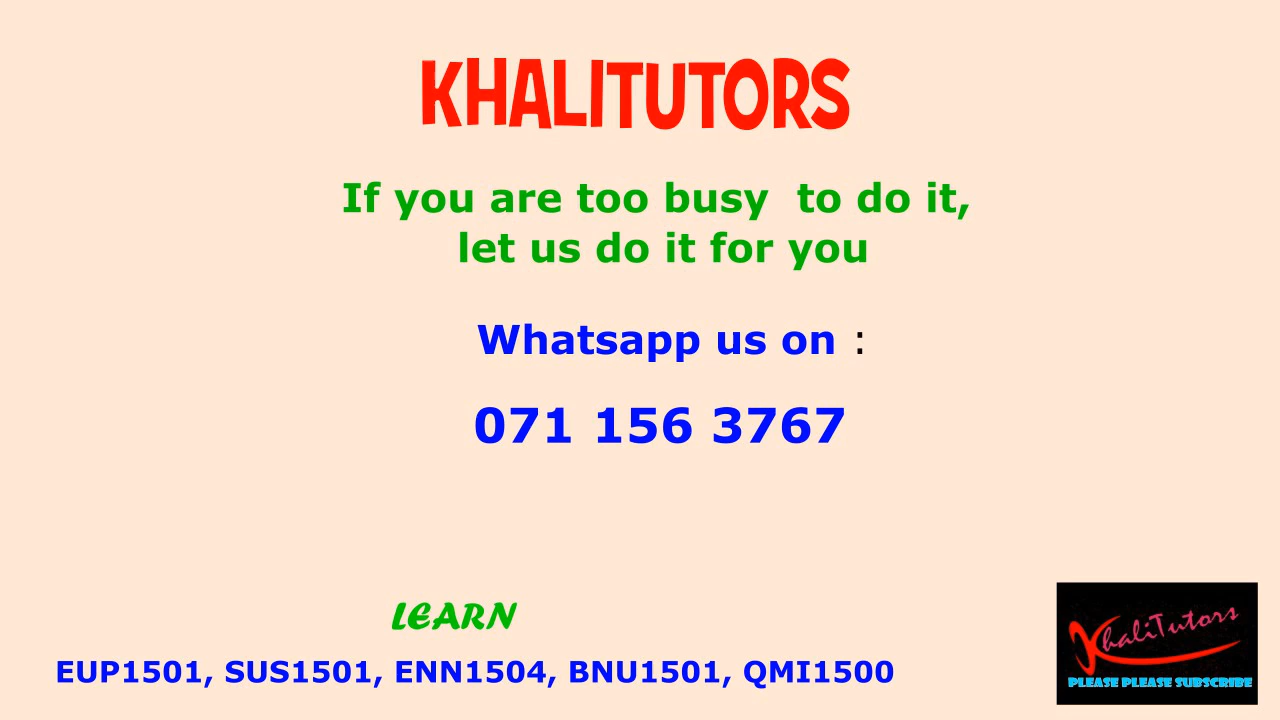 KHALITUTORS
If you are too busy to do it,
let us do it for you
Whatsapp us on :
071 156 3767
LEARN
EUP1501, SUS1501, ENN1504, BNU1501, QMI1500
KhaliTutors
PLEASE PLEASE SUBSCRIBE